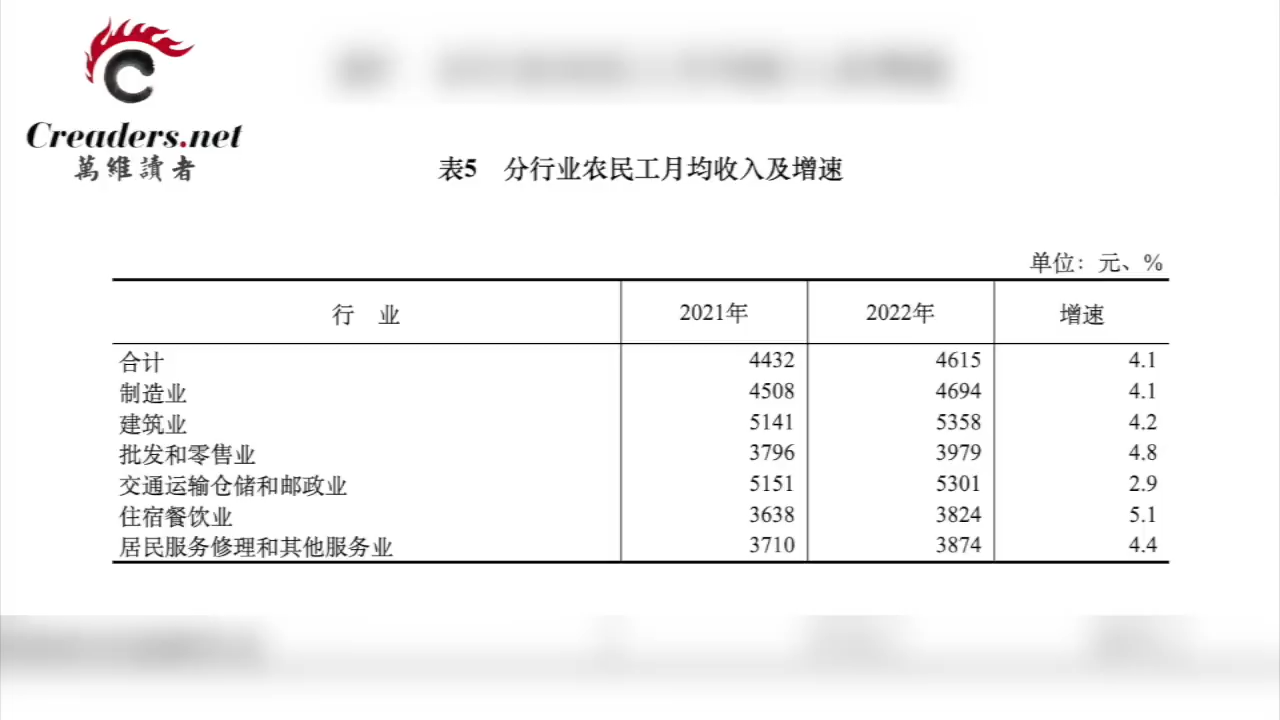 Creaders.net
萬維讀者
表5 分行业农民工月均收入及增速
单位：元、%
行 业 2021年 2022年 增速
合计 4432 4615 4.1
制造业 4508 4694 4.1
建筑业 5141 5358 4.2
批发和零售业 3796 3979 4.8
交通运输仓储和邮政业 5151 5301 2.9
住宿餐饮业 3638 3824 5.1
居民服务修理和其他服务业 3710 3874 4.4